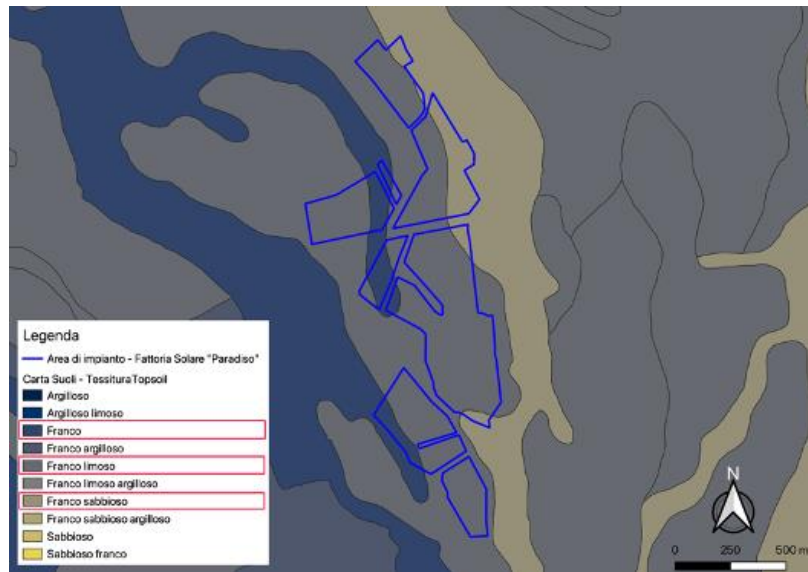 Legenda
Area di impianto - Fattoria Solare "Paradiso"
Carta Suoli - Tessitura Topsoil
Argilloso
Argilloso limoso
Franco
Franco argilloso
Franco limoso
Franco limoso argilloso
Franco sabbioso
Franco sabbioso argilloso
Sabbioso
Sabbioso franco
N
0 250 500 m